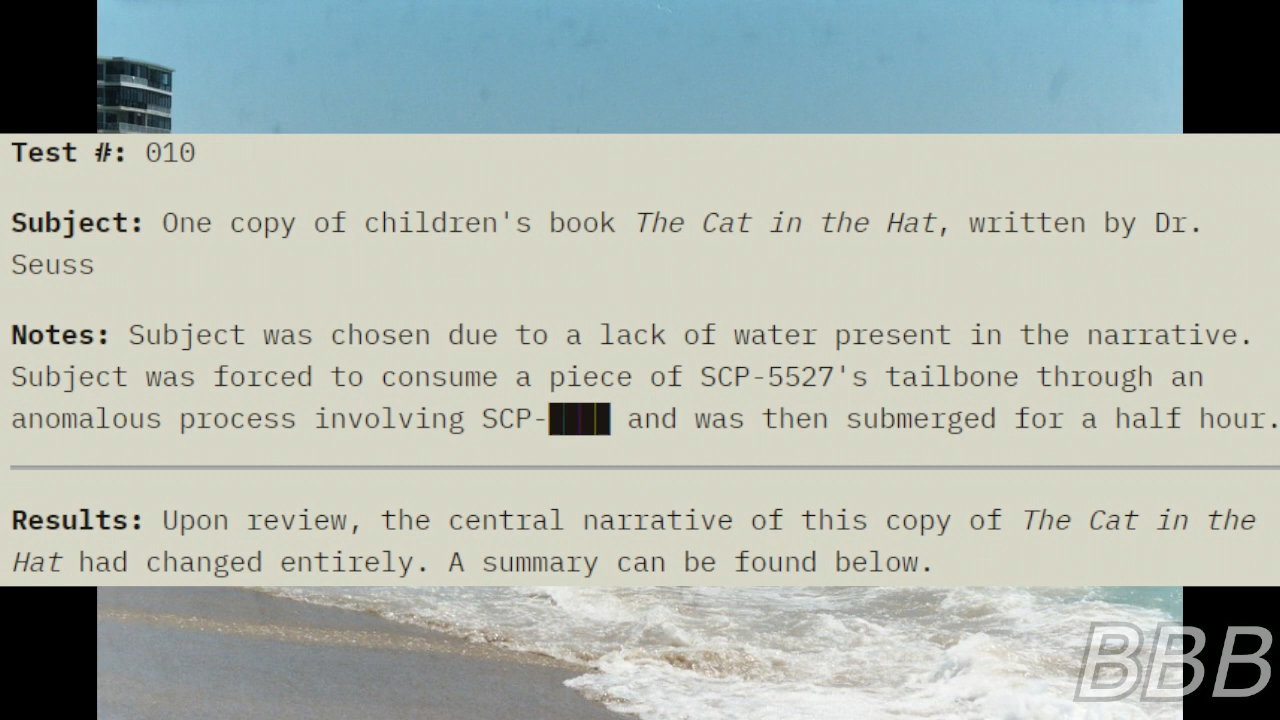 Test #: 010
Subject: One copy of children's book The Cat in the Hat, written by Dr.
Seuss
Notes: Subject was chosen due to a lack of water present in the narrative.
Subject was forced to consume a piece of SCP-5527's tailbone through an
anomalous process involving SCP-████ and was then submerged for a half hour.
Results: Upon review, the central narrative of this copy of The Cat in the
Hat had changed entirely. A summary can be found below.
BBB